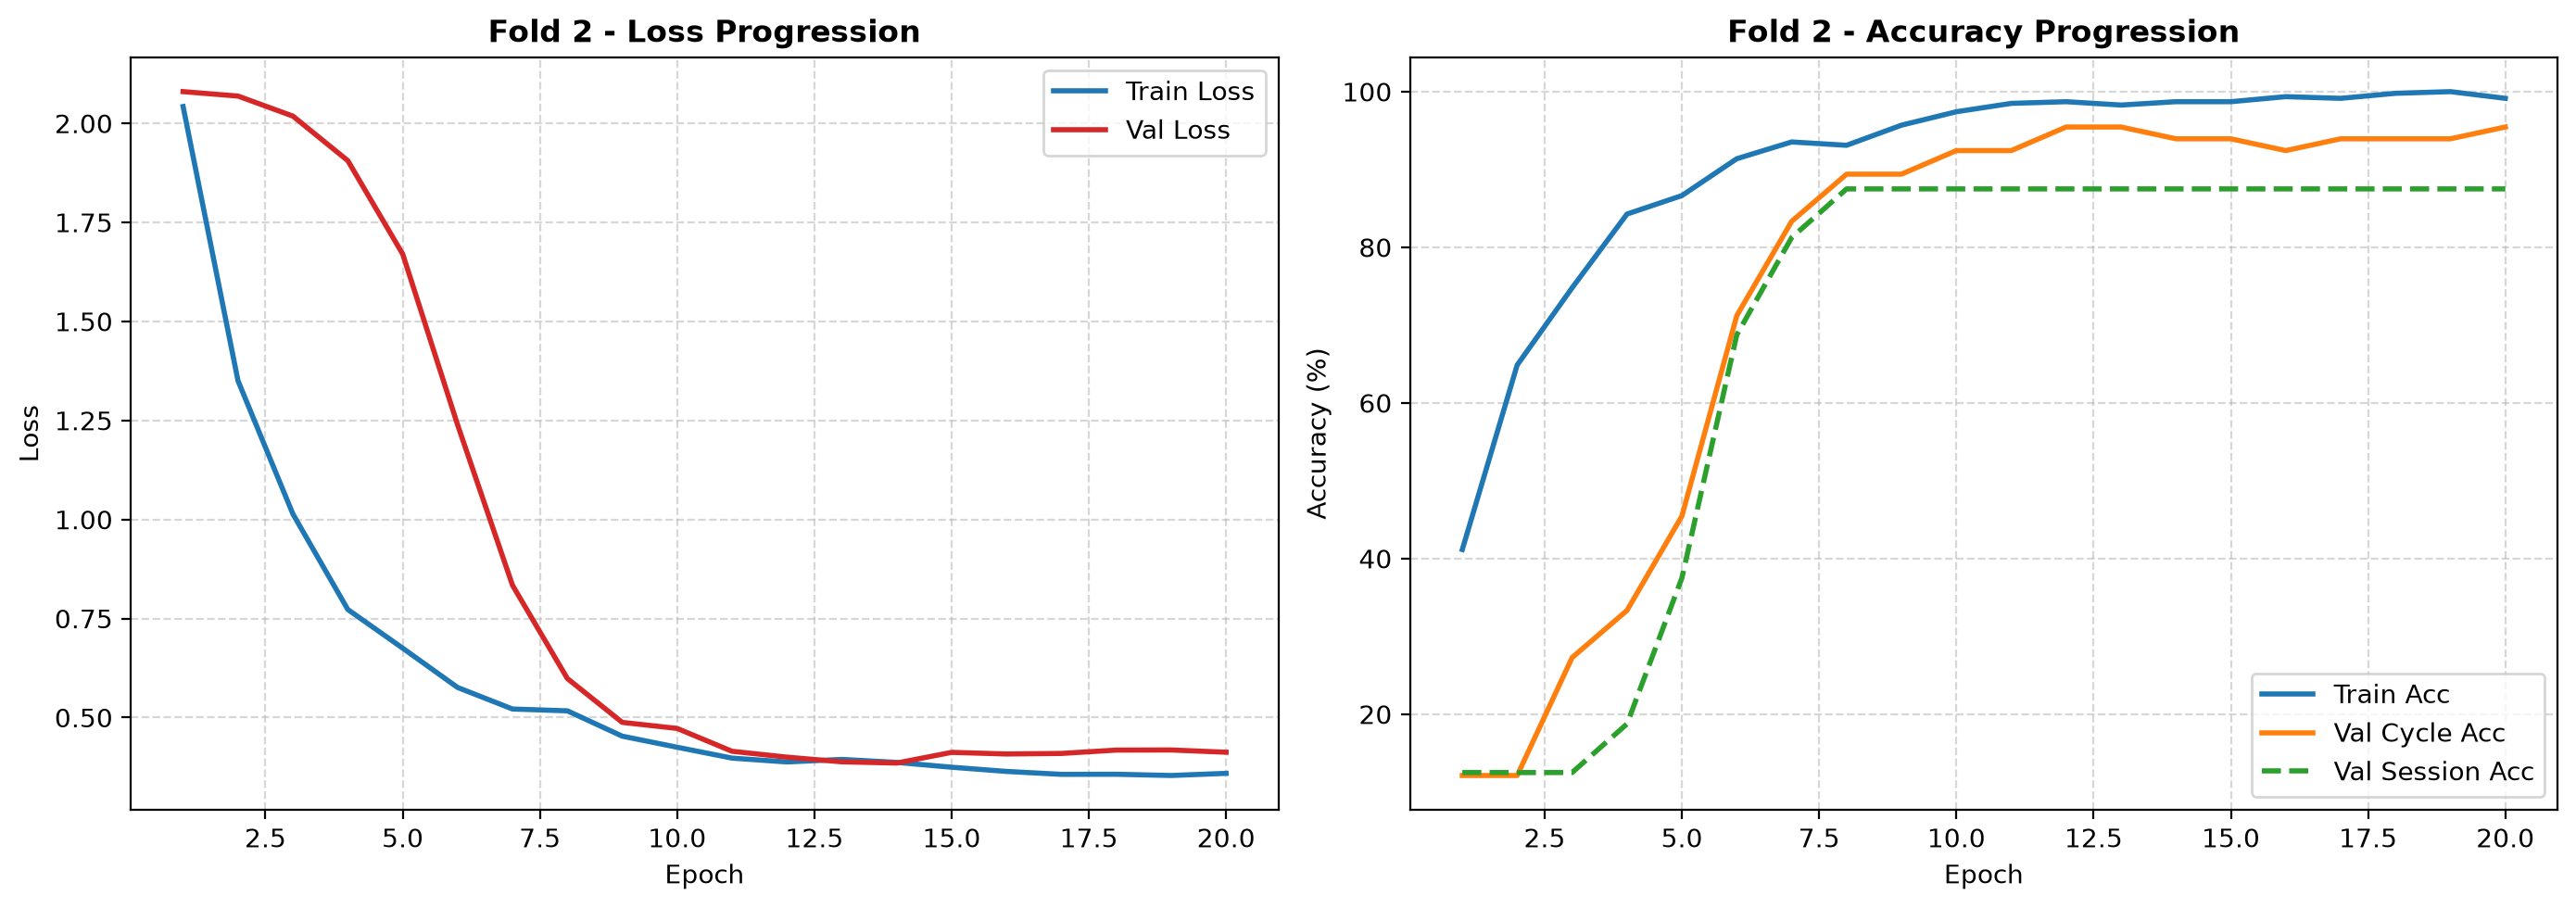 Fold 2 - Loss Progression
Train Loss
Val Loss
2.00
1.75
1.50
1.25
1.00
0.75
0.50
Loss
2.5 5.0 7.5 10.0 12.5 15.0 17.5 20.0
Epoch
Fold 2 - Accuracy Progression
100
80
60
40
20
Accuracy (%)
Train Acc
Val Cycle Acc
Val Session Acc
2.5 5.0 7.5 10.0 12.5 15.0 17.5 20.0
Epoch